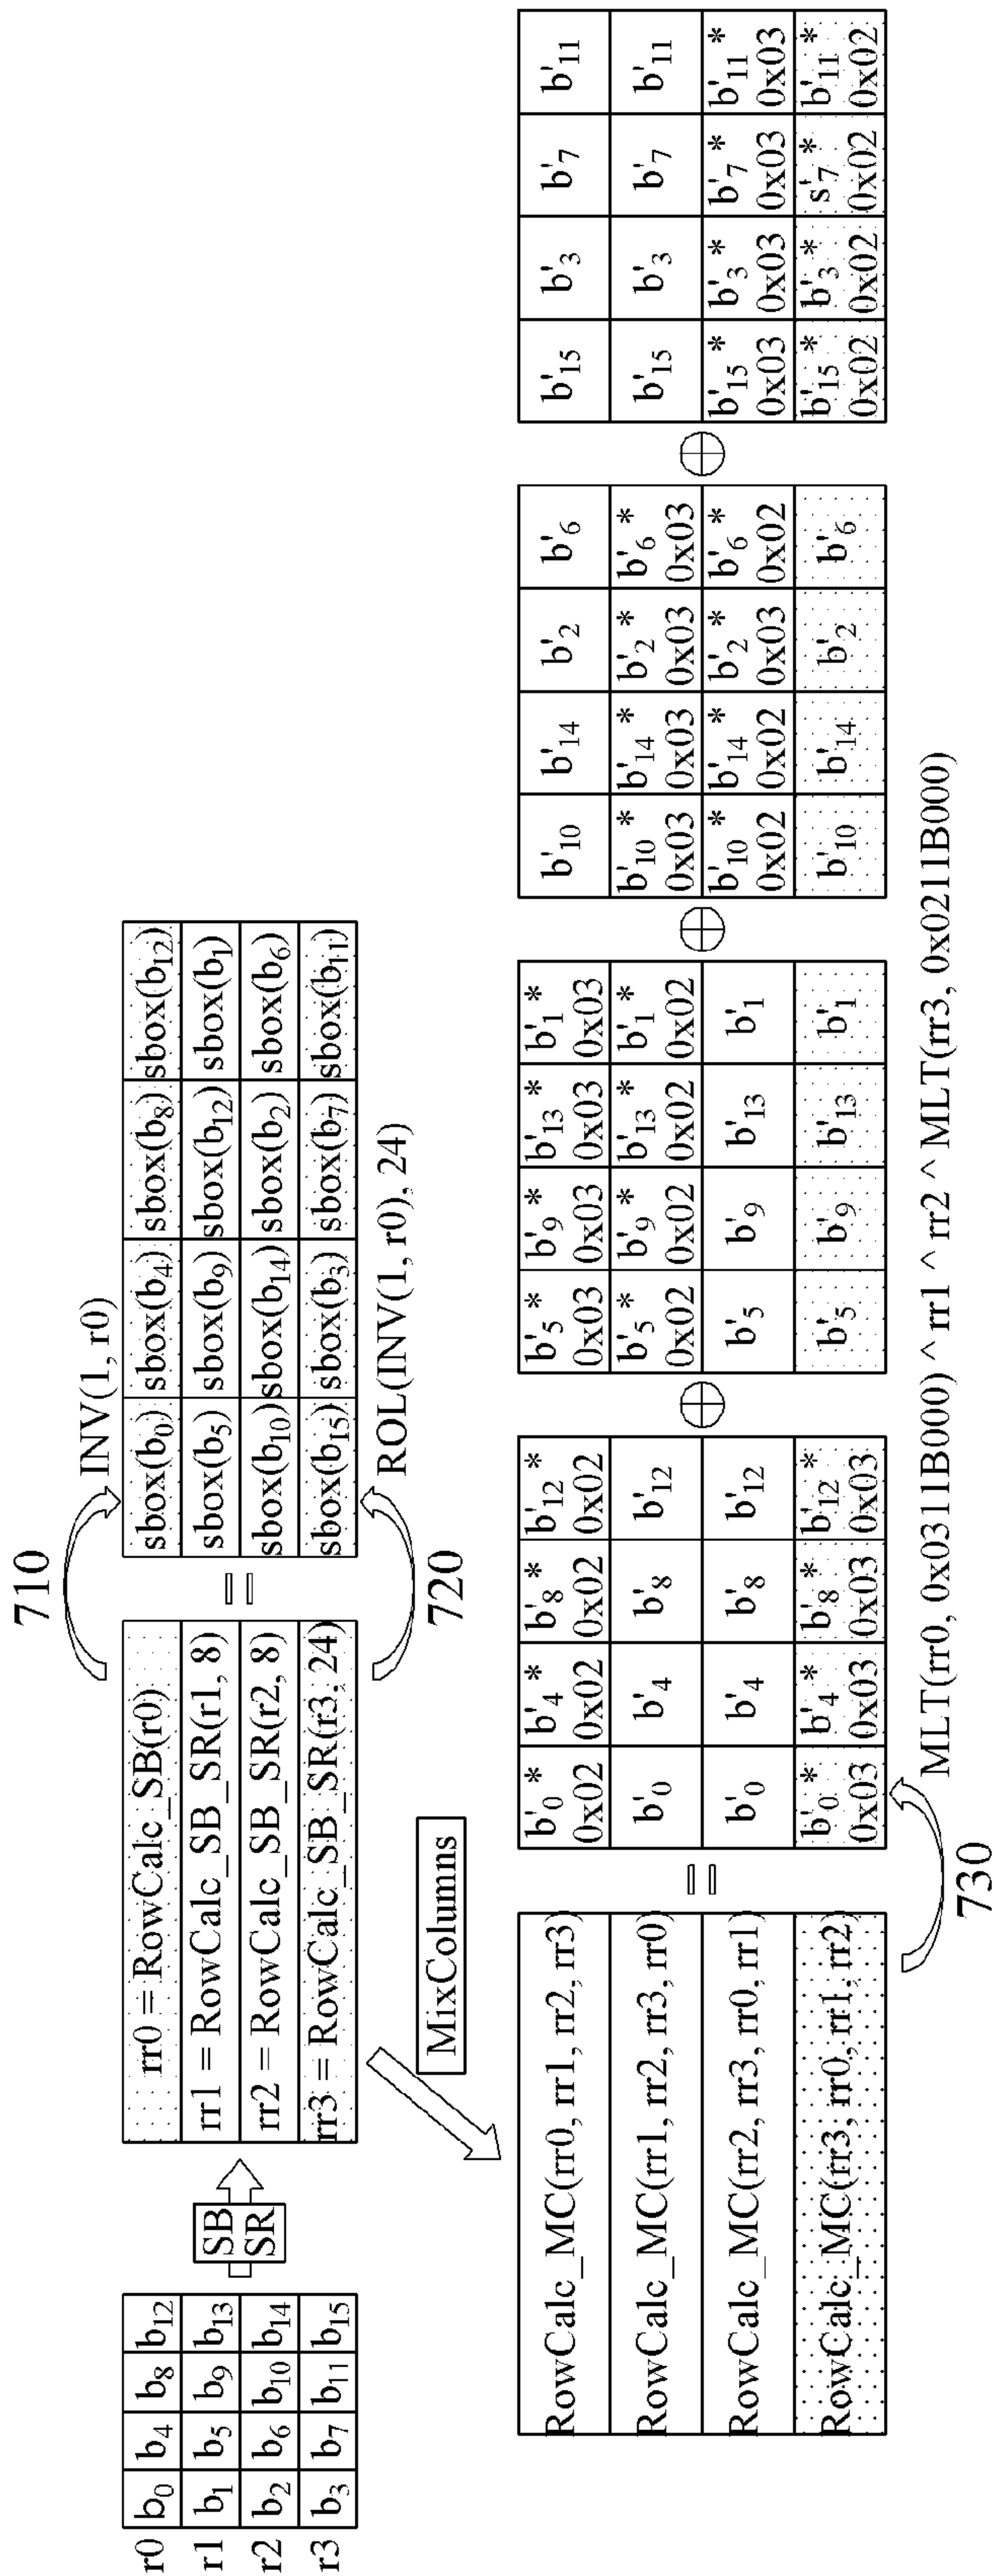 r0 b0 b4 b8 b12
r1 b1 b5 b9 b13
r2 b2 b6 b10 b14
r3 b3 b7 b11 b15
SB
SR
710
INV(1, r0)
rr0 = RowCalc_SB(r0)
rr1 = RowCalc_SB_SR(r1, 8)
rr2 = RowCalc_SB_SR(r2, 8)
rr3 = RowCalc_SB_SR(r3, 24)
=
sbox(b0) sbox(b4) sbox(b8) sbox(b12)
sbox(b5) sbox(b9) sbox(b12) sbox(b1)
sbox(b10) sbox(b14) sbox(b2) sbox(b6)
sbox(b15) sbox(b3) sbox(b7) sbox(b11)
720
ROL(INV(1, r0), 24)
MixColumns
RowCalc_MC(rr0, rr1, rr2, rr3)
RowCalc_MC(rr1, rr2, rr3, rr0)
RowCalc_MC(rr2, rr3, rr0, rr1)
RowCalc_MC(rr3, rr0, rr1, rr2)
=
b'0* 0x02 b'4* 0x02 b'8* 0x02 b'12* 0x02
b'0 b'4 b'8 b'12
b'0 b'4 b'8 b'12
b'0* 0x03 b'4* 0x03 b'8* 0x03 b'12* 0x03
⊕
b'5* 0x03 b'9* 0x03 b'13* 0x03 b'1* 0x03
b'5* 0x02 b'9* 0x02 b'13* 0x02 b'1* 0x02
b'5 b'9 b'13 b'1
b'5 b'9 b'13 b'1
⊕
b'10 b'14 b'2 b'6
b'10* 0x03 b'14* 0x03 b'2* 0x03 b'6* 0x03
b'10* 0x02 b'14* 0x02 b'2* 0x03 b'6* 0x02
b'10 b'14 b'2 b'6
⊕
b'15 b'3 b'7 b'11
b'15 b'3 b'7 b'11
b'15* 0x03 b'3* 0x03 b'7* 0x03 b'11* 0x03
b'15* 0x02 b'3* 0x02 s'7* 0x02 b'11* 0x02
730
MLT(rr0, 0x0311B000) ^ rr1 ^ rr2 ^ MLT(rr3, 0x0211B000)